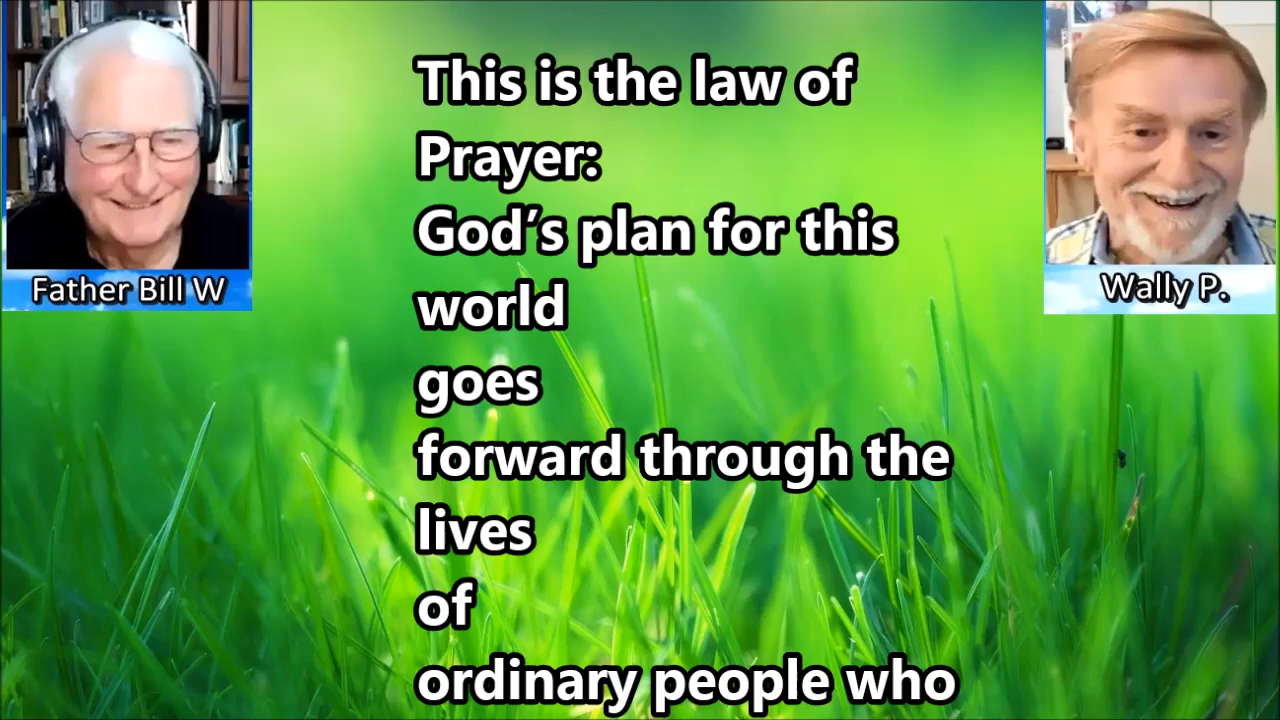 This is the law of
Prayer:
God’s plan for this
world
goes
forward through the
lives
of
ordinary people who
Father Bill W
Wally P.